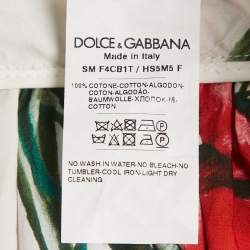 DOLCE & GABBANA
Made in Italy
SM F4CB1T / HS5M5 F
100% COTONE-COTTON-ALGODON-
COTTON-COTON-ALGODAO-
BAUMWOLLE-ХЛОПОК-
COTTON
NO WASH IN WATER-NO BLEACH-NO
TUMBLER-COOL IRON-LIGHT DRY
CLEANING